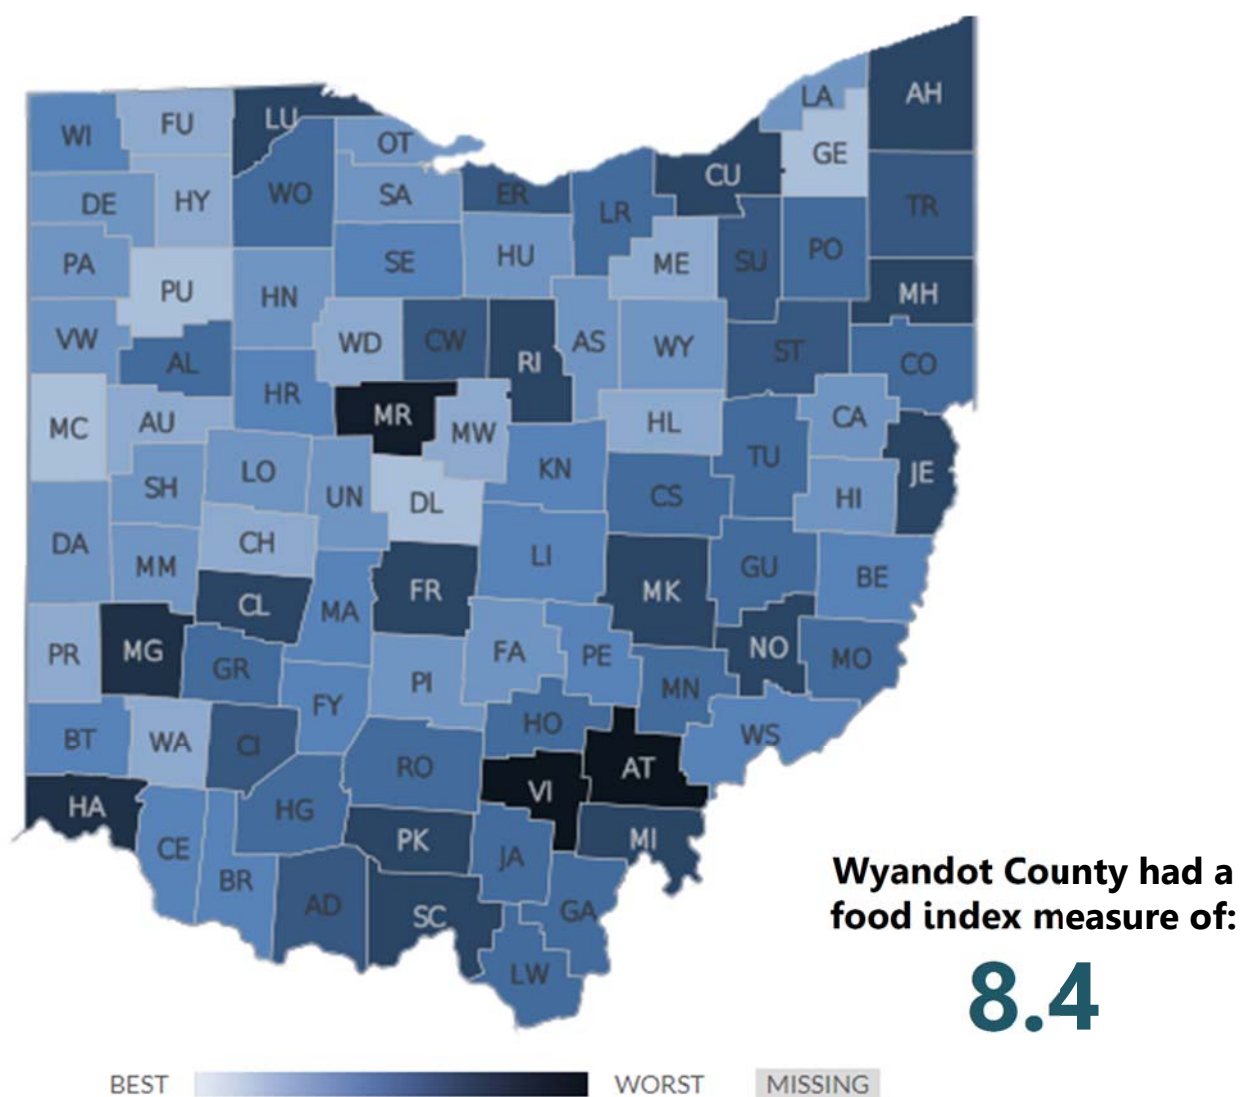 AH
LA
WI
FU
LU
OT
GE
CU
DE
HY
WO
SA
ER
LR
TR
PA
SE
HU
ME
SU
PO
PU
HN
MH
VW
AL
WD
CW
RI
AS
WY
ST
CO
HR
MC
AU
MR
MW
HL
CA
TU
JE
SH
LO
UN
DL
KN
CS
HI
DA
MM
CH
LI
GU
BE
CL
MA
FR
MK
PR
MG
GR
PI
FA
PE
NO
MO
MN
BT
WA
CI
FY
HO
WS
RO
VI
AT
HA
HG
CE
BR
PK
JA
MI
AD
SC
GA
LW
Wyandot County had a
food index measure of:
8.4
BEST WORST MISSING